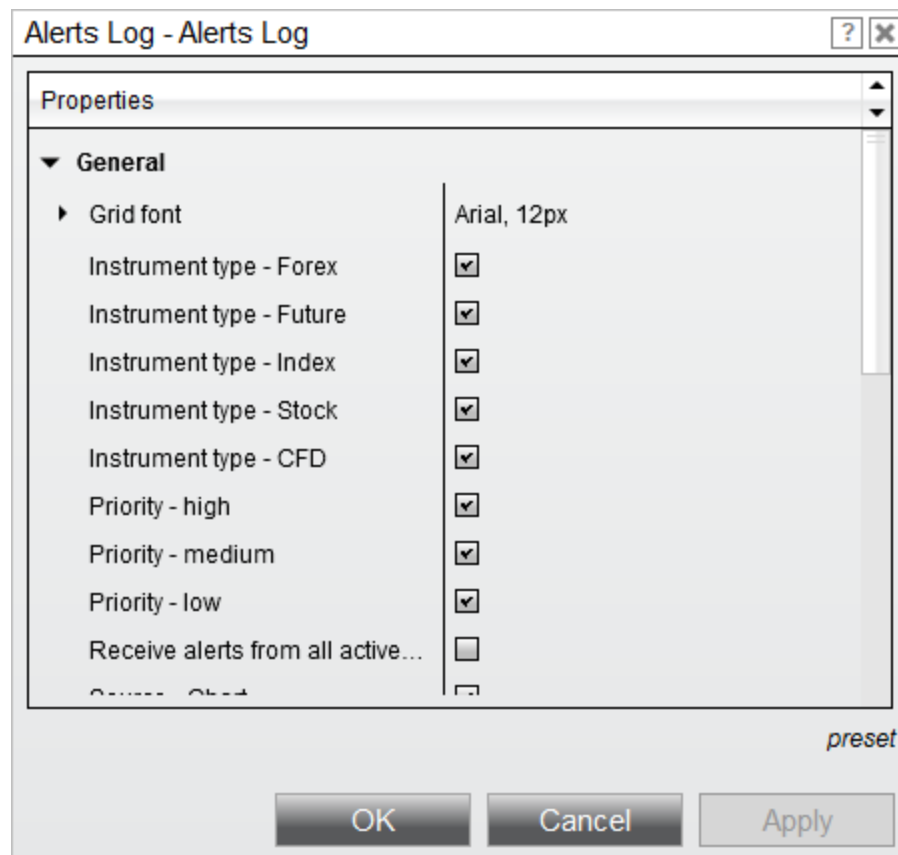 Alerts Log - Alerts Log
Properties
General
Grid font Arial, 12px
Instrument type - Forex
Instrument type - Future
Instrument type - Index
Instrument type - Stock
Instrument type - CFD
Priority - high
Priority - medium
Priority - low
Receive alerts from all active...
preset
OK Cancel Apply